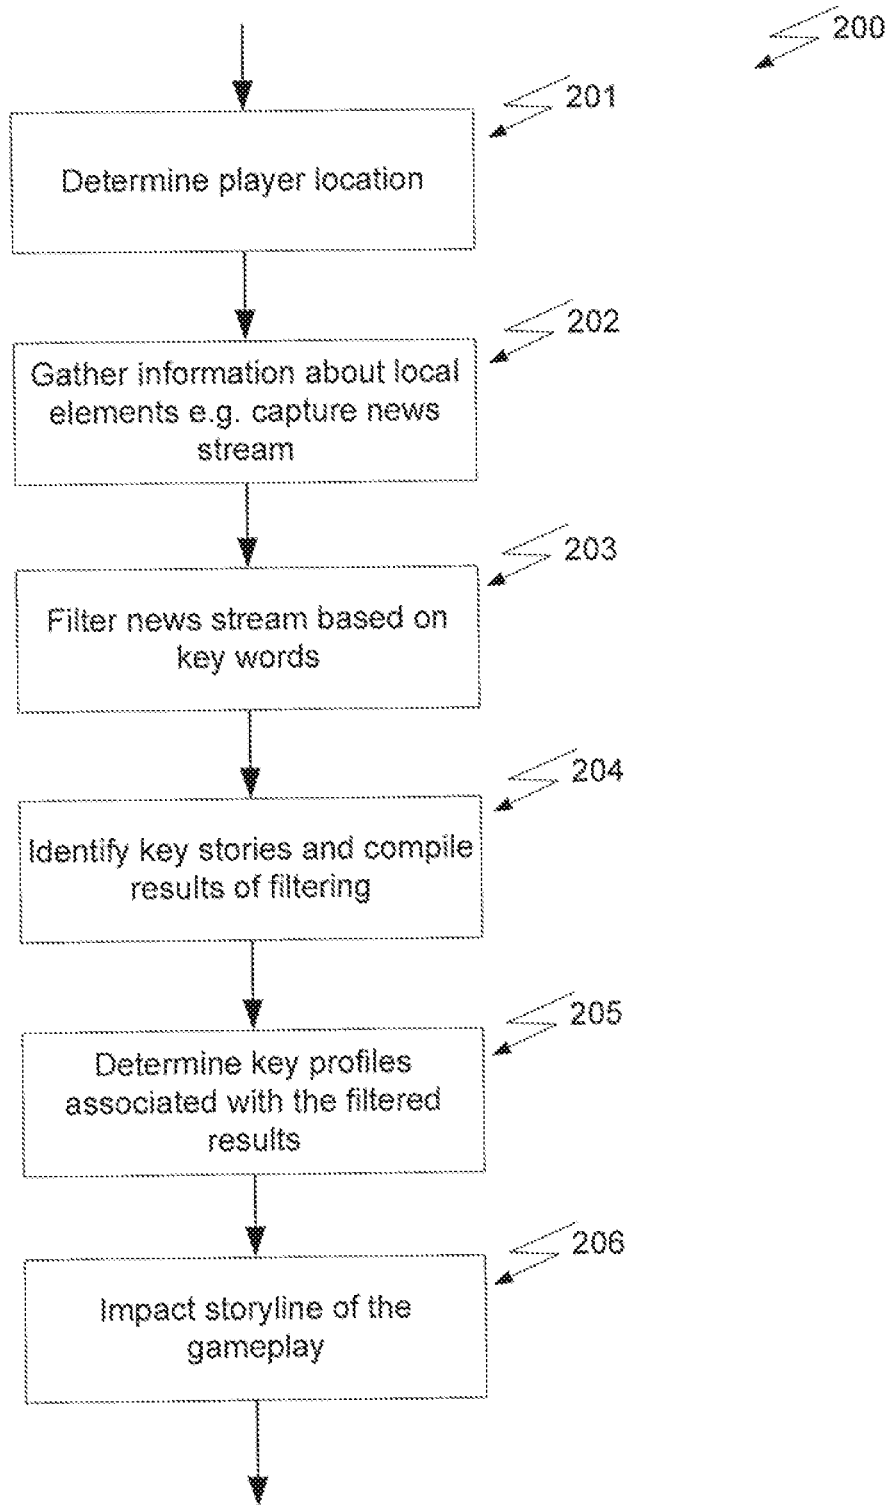 200
201
Determine player location
202
Gather information about local
elements e.g. capture news
stream
203
Filter news stream based on
key words
204
Identify key stories and compile
results of filtering
205
Determine key profiles
associated with the filtered
results
206
Impact storyline of the
gameplay